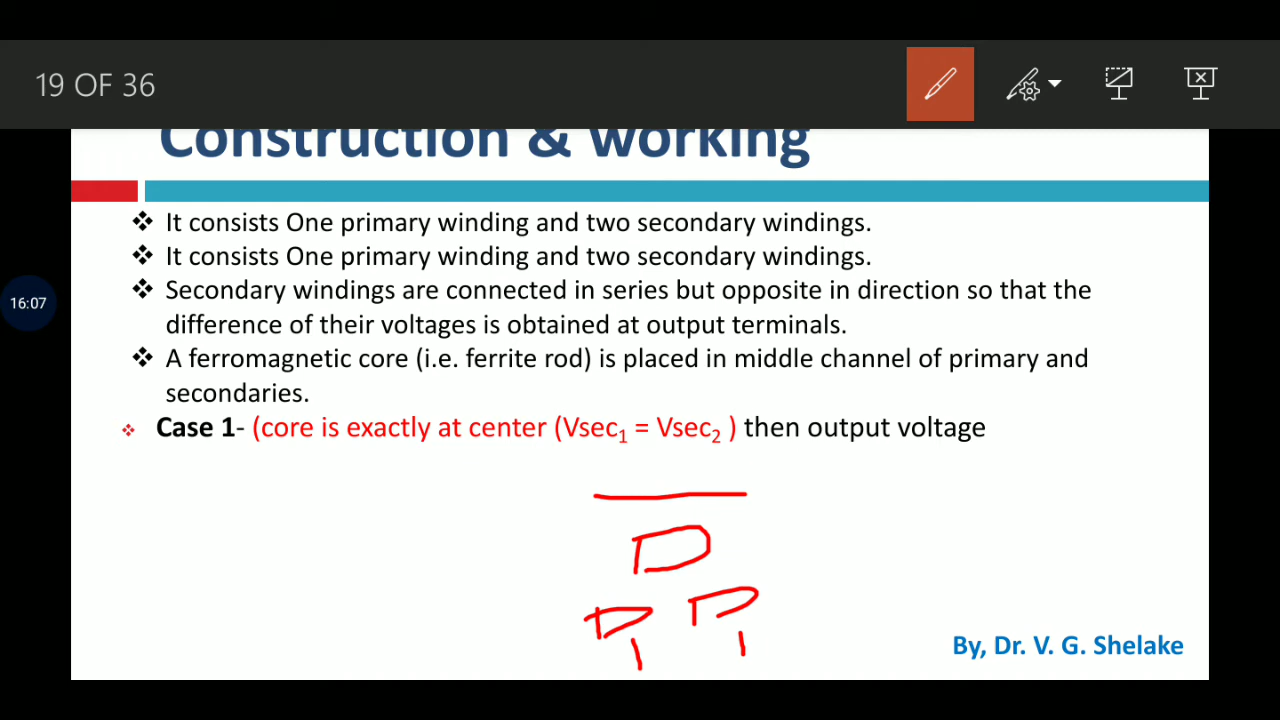 19 OF 36
Construction & working
❖ It consists One primary winding and two secondary windings.
❖ It consists One primary winding and two secondary windings.
❖ Secondary windings are connected in series but opposite in direction so that the
difference of their voltages is obtained at output terminals.
16:07
❖ A ferromagnetic core (i.e. ferrite rod) is placed in middle channel of primary and
secondaries.
❖ Case 1- (core is exactly at center (Vsec₁ = Vsec₂ ) then output voltage
By, Dr. V. G. Shelake